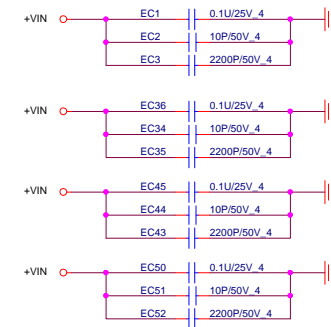 EC1 0.1U/25V_4
+VIN
EC2 10P/50V_4
EC3 2200P/50V_4
+VIN EC36 0.1U/25V_4
EC34 10P/50V_4
EC35 2200P/50V_4
+VIN EC45 0.1U/25V_4
EC44 10P/50V_4
EC43 2200P/50V_4
+VIN EC50 0.1U/25V_4
EC51 10P/50V_4
EC52 2200P/50V_4